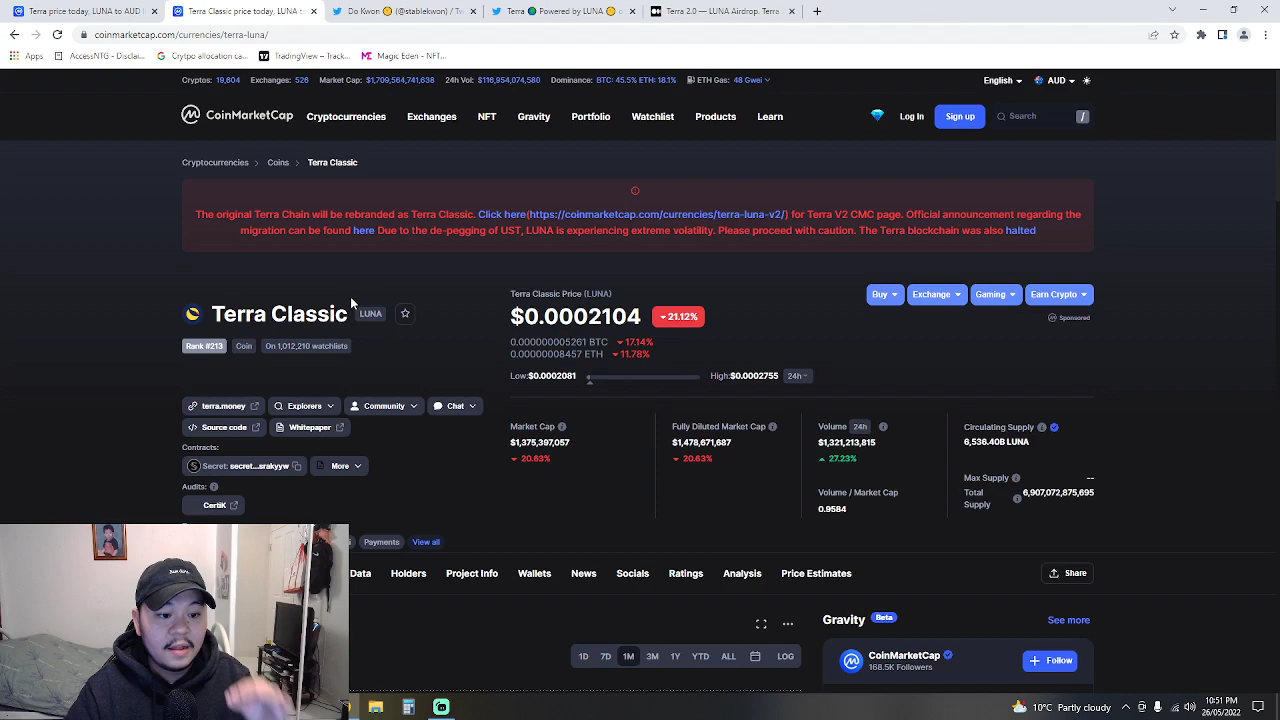 Terra price today, LUNA to AUD
Terra Classic price today, LUNA t
Do Kwon 🌕 (@stablekwon) / Tw
Terra 🌍 Powered by LUNA 🌕 o
Terra 2.0 — LUNA Airdrop. Terra
coinmarketcap.com/currencies/terra-luna/
Apps
AccessNTG - Disclai...
Crytpo accountant -...
TradingView – Track...
Magic Eden - NFT...
Cryptos: 19,604 Exchanges: 526 Market Cap: $1,709,564,741,638 24h Vol: $116,954,074,580 Dominance: BTC: 45.5% ETH: 18.1% ETH Gas: 48 Gwei
English AUD
CoinMarketCap
Cryptocurrencies Exchanges NFT Gravity Portfolio Watchlist Products Learn
Log In Sign up Search /
Cryptocurrencies > Coins > Terra Classic
The original Terra Chain will be rebranded as Terra Classic. Click here(https://coinmarketcap.com/currencies/terra-luna-v2/) for Terra V2 CMC page. Official announcement regarding the
migration can be found here Due to the de-pegging of UST, LUNA is experiencing extreme volatility. Please proceed with caution. The Terra blockchain was also halted
Terra Classic LUNA
Rank #213 Coin On 1,012,210 watchlists
Terra Classic Price (LUNA)
$0.0002104 21.12%
0.000000005261 BTC 17.14%
0.00000008457 ETH 11.78%
Low:$0.0002081 High:$0.0002755 24h
Buy Exchange Gaming Earn Crypto
Sponsored
terra.money Explorers Community Chat
Source code Whitepaper
Contracts:
Secret: secret...srakyyw More
Audits:
CertiK
Market Cap
$1,375,397,057
20.63%
Fully Diluted Market Cap
$1,478,671,687
20.63%
Volume 24h
$1,321,213,815
27.23%
Volume / Market Cap
0.9584
Circulating Supply
6,536.40B LUNA
Max Supply --
Total
Supply
6,907,072,875,695
Payments View all
Data Holders Project Info Wallets News Socials Ratings Analysis Price Estimates
Share
1D 7D 1M 3M 1Y YTD ALL LOG
Gravity Beta See more
CoinMarketCap
168.5K Followers
Follow
10°C Partly cloudy
10:51 PM
26/05/2022